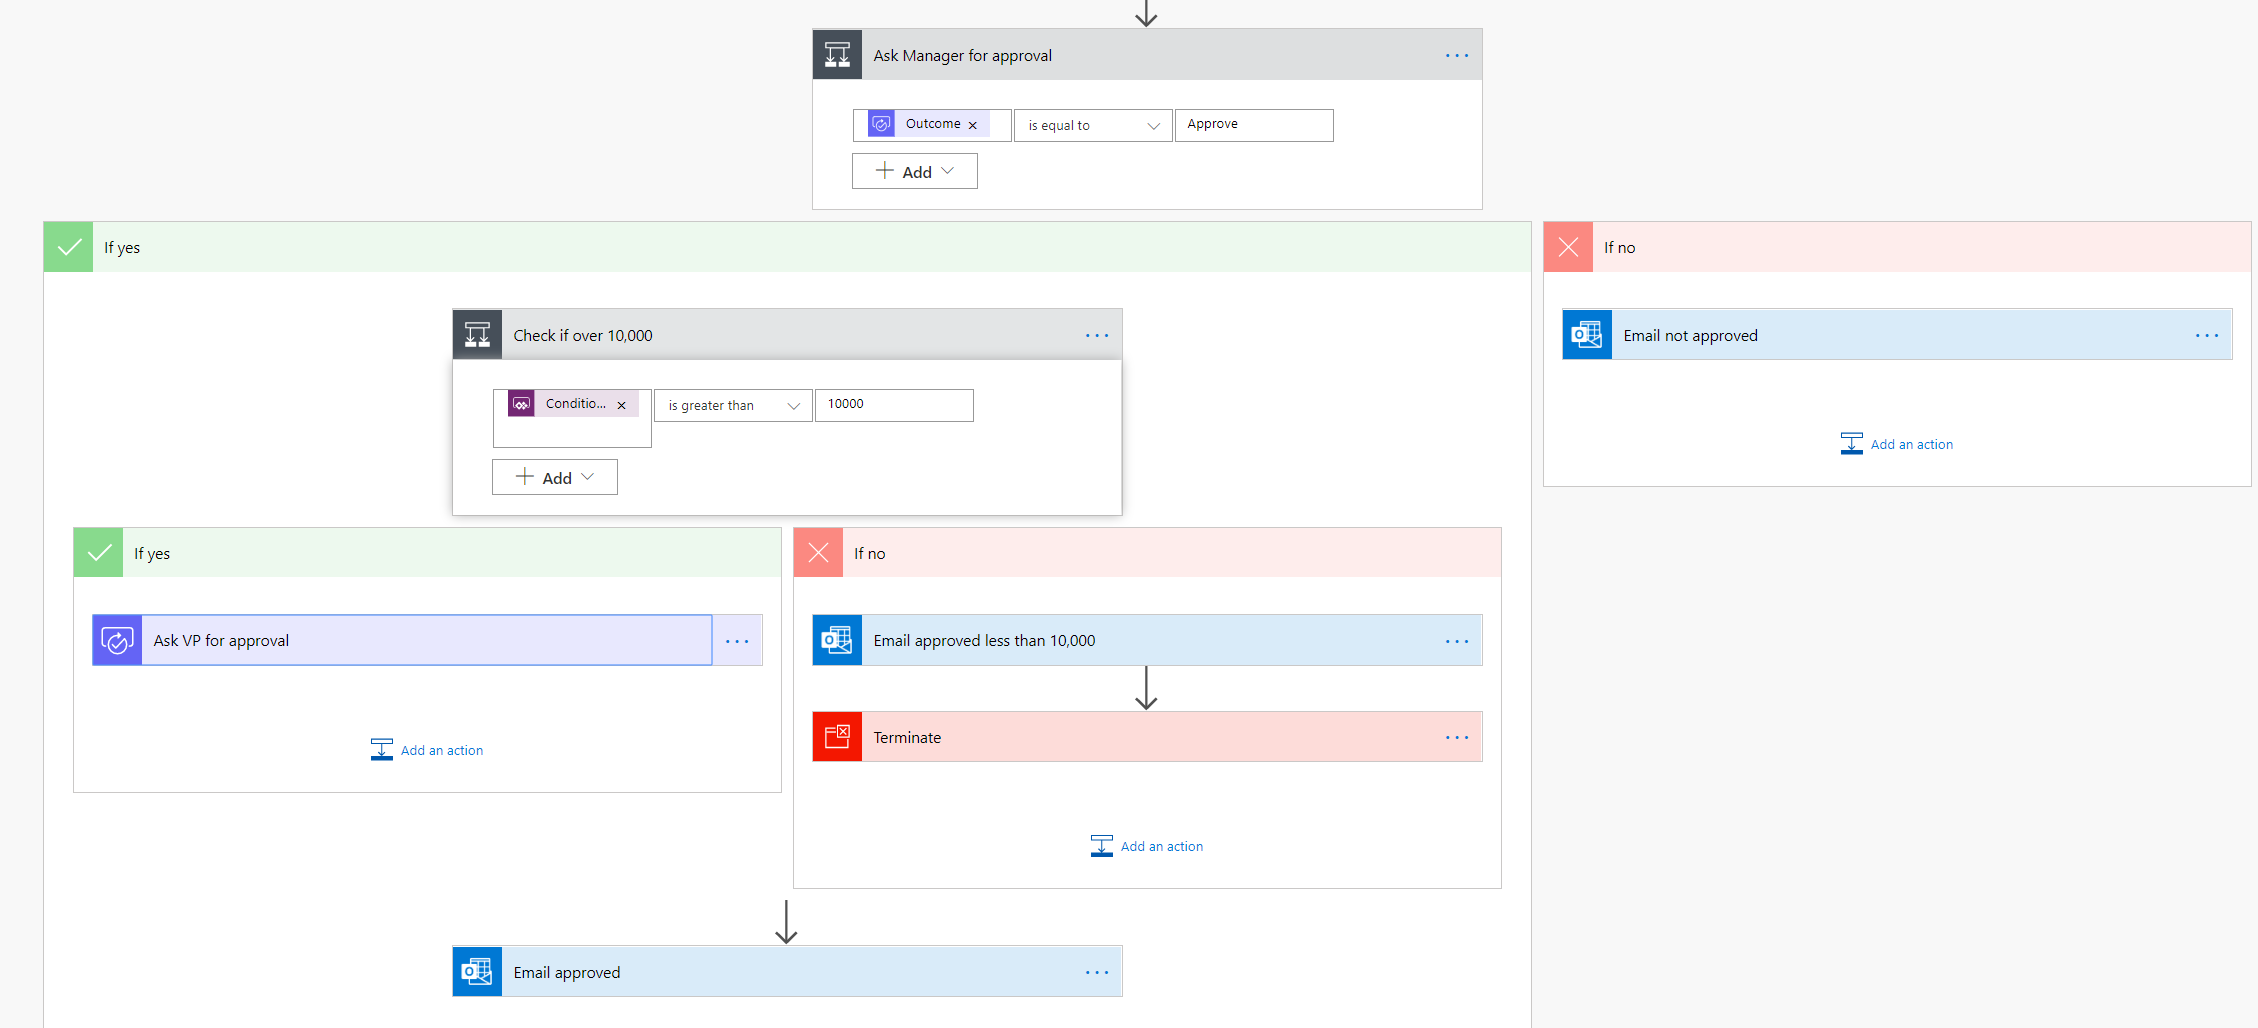 Ask Manager for approval
Outcome
is equal to
Approve
Add
If yes
If no
Check if over 10,000
Email not approved
Conditio...
is greater than
10000
Add an action
Add
If yes
If no
Ask VP for approval
Email approved less than 10,000
Terminate
Add an action
Add an action
Email approved